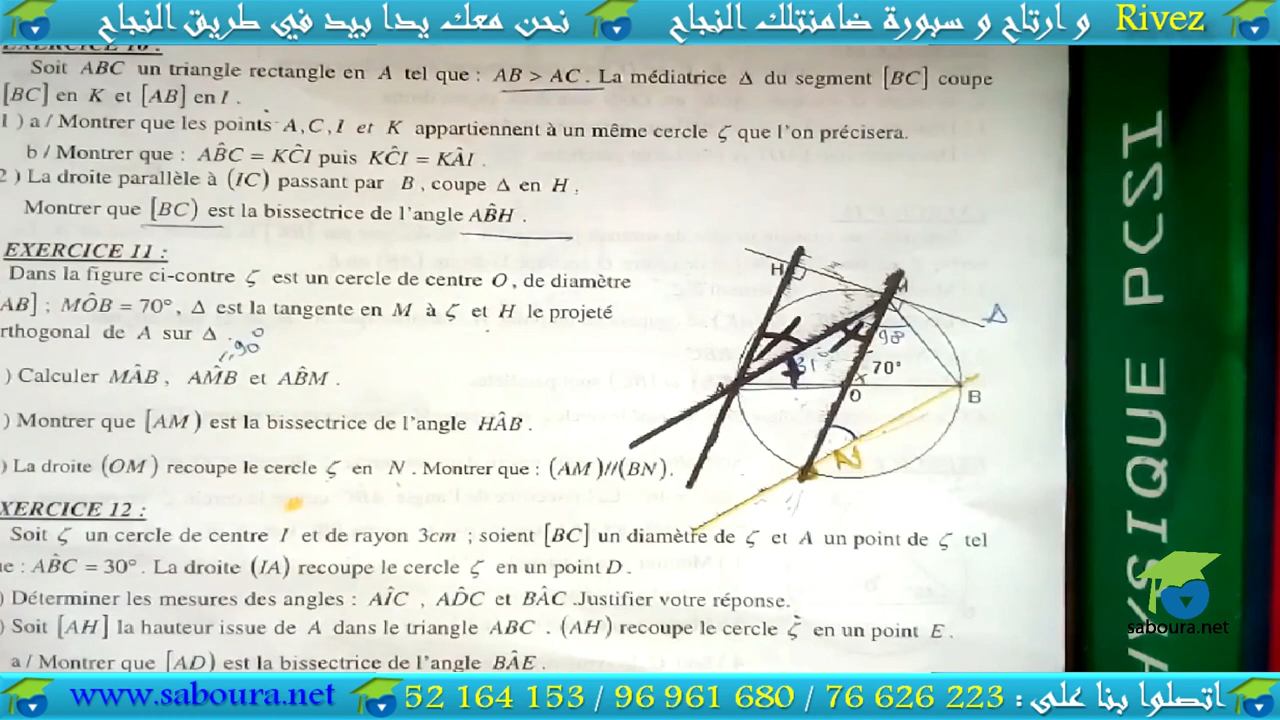 Rivez و ارتاح و سبورة ضامنتلك النجاح نحن معك يدا بيد في طريق النجاح
EXERCICE 10 :
Soit ABC un triangle rectangle en A tel que : AB > AC . La médiatrice Δ du segment [BC] coupe
[BC] en K et [AB] en I .
1 ) a / Montrer que les points A , C , I et K appartiennent à un même cercle ζ que l'on précisera.
b / Montrer que : AB̂C = KĈI puis KĈI = KÂI .
2 ) La droite parallèle à (IC) passant par B , coupe Δ en H .
Montrer que [BC) est la bissectrice de l'angle AB̂H .
EXERCICE 11 :
Dans la figure ci-contre ζ est un cercle de centre O , de diamètre
AB] ; MÔB = 70° , Δ est la tangente en M à ζ et H le projeté
rthogonal de A sur Δ .
90
) Calculer MÂB , AM̂B et AB̂M .
) Montrer que [AM ) est la bissectrice de l'angle HÂB .
) La droite (OM) recoupe le cercle ζ en N . Montrer que : (AM)//(BN).
H
M
Δ
90
70°
A
O
B
N
XERCICE 12 :
Soit ζ un cercle de centre I et de rayon 3cm ; soient [BC] un diamètre de ζ et A un point de ζ tel
ue : AB̂C = 30° . La droite (IA) recoupe le cercle ζ en un point D .
) Déterminer les mesures des angles : AÎC , AD̂C et BÂC .Justifier votre réponse.
) Soit [AH] la hauteur issue de A dans le triangle ABC . (AH) recoupe le cercle ζ en un point E .
a / Montrer que [AD) est la bissectrice de l'angle BÂE .
HYSIQUE PCSI
saboura.net
www.saboura.net 52 164 153 / 96 961 680 / 76 626 223 اتصلوا بنا على :